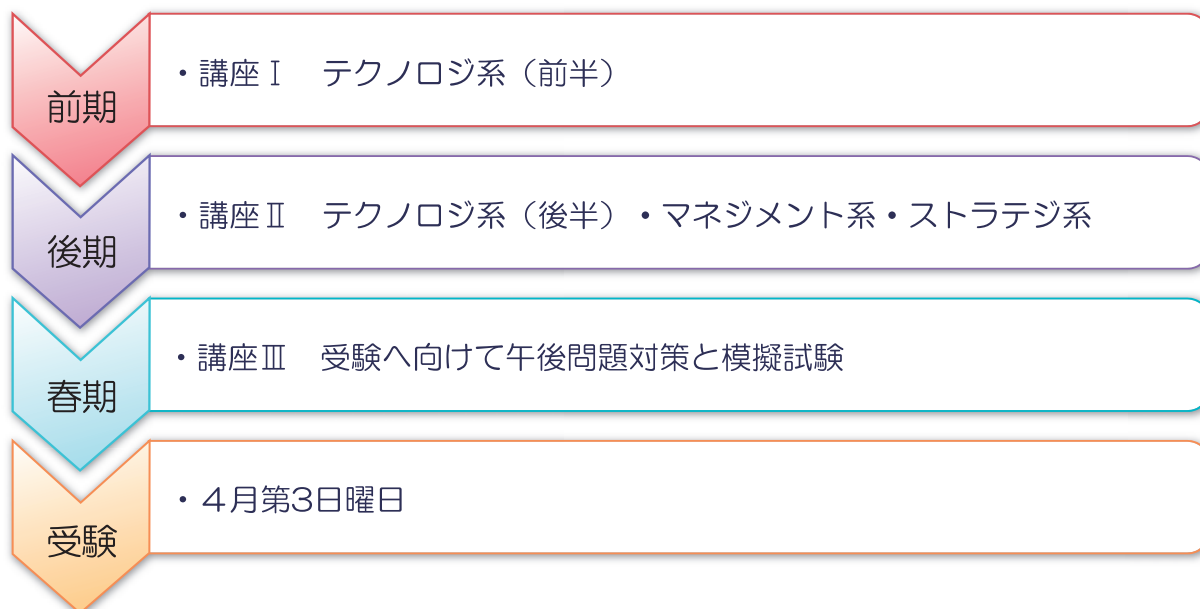 前期
・講座Ⅰ　テクノロジ系（前半）
後期
・講座Ⅱ　テクノロジ系（後半）・マネジメント系・ストラテジ系
春期
・講座Ⅲ　受験へ向けて午後問題対策と模擬試験
受験
・４月第3日曜日